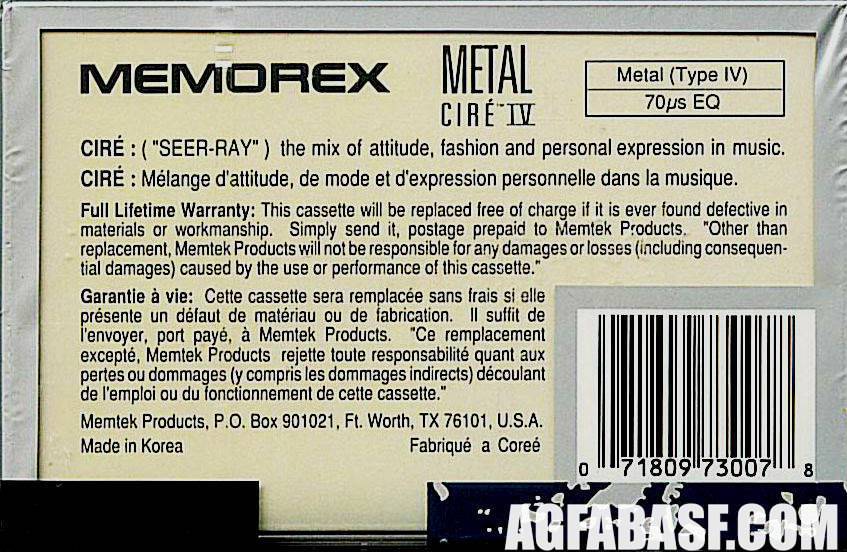 MEMOREX
METAL
CIRÉ™ IV
Metal (Type IV)
70µs EQ
CIRÉ : ( "SEER-RAY" ) the mix of attitude, fashion and personal expression in music.
CIRÉ : Mélange d'attitude, de mode et d'expression personnelle dans la musique.
Full Lifetime Warranty: This cassette will be replaced free of charge if it is ever found defective in
materials or workmanship. Simply send it, postage prepaid to Memtek Products. "Other than
replacement, Memtek Products will not be responsible for any damages or losses (including consequen-
tial damages) caused by the use or performance of this cassette."
Garantie à vie: Cette cassette sera remplacée sans frais si elle
présente un défaut de matériau ou de fabrication. Il suffit de
l'envoyer, port payé, à Memtek Products. "Ce remplacement
excepté, Memtek Products rejette toute responsabilité quant aux
pertes ou dommages (y compris les dommages indirects) découlant
de l'emploi ou du fonctionnement de cette cassette."
Memtek Products, P.O. Box 901021, Ft. Worth, TX 76101, U.S.A.
Made in Korea Fabriqué a Coreé
0 71809 73007 8
AGFABASF.COM